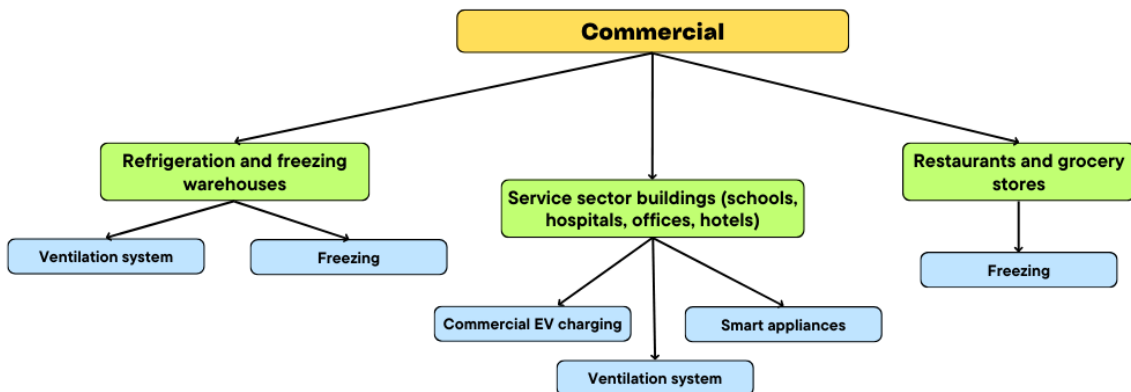 Commercial
Refrigeration and freezing
warehouses
Service sector buildings (schools,
hospitals, offices, hotels)
Restaurants and grocery
stores
Ventilation system
Freezing
Commercial EV charging
Smart appliances
Ventilation system
Freezing